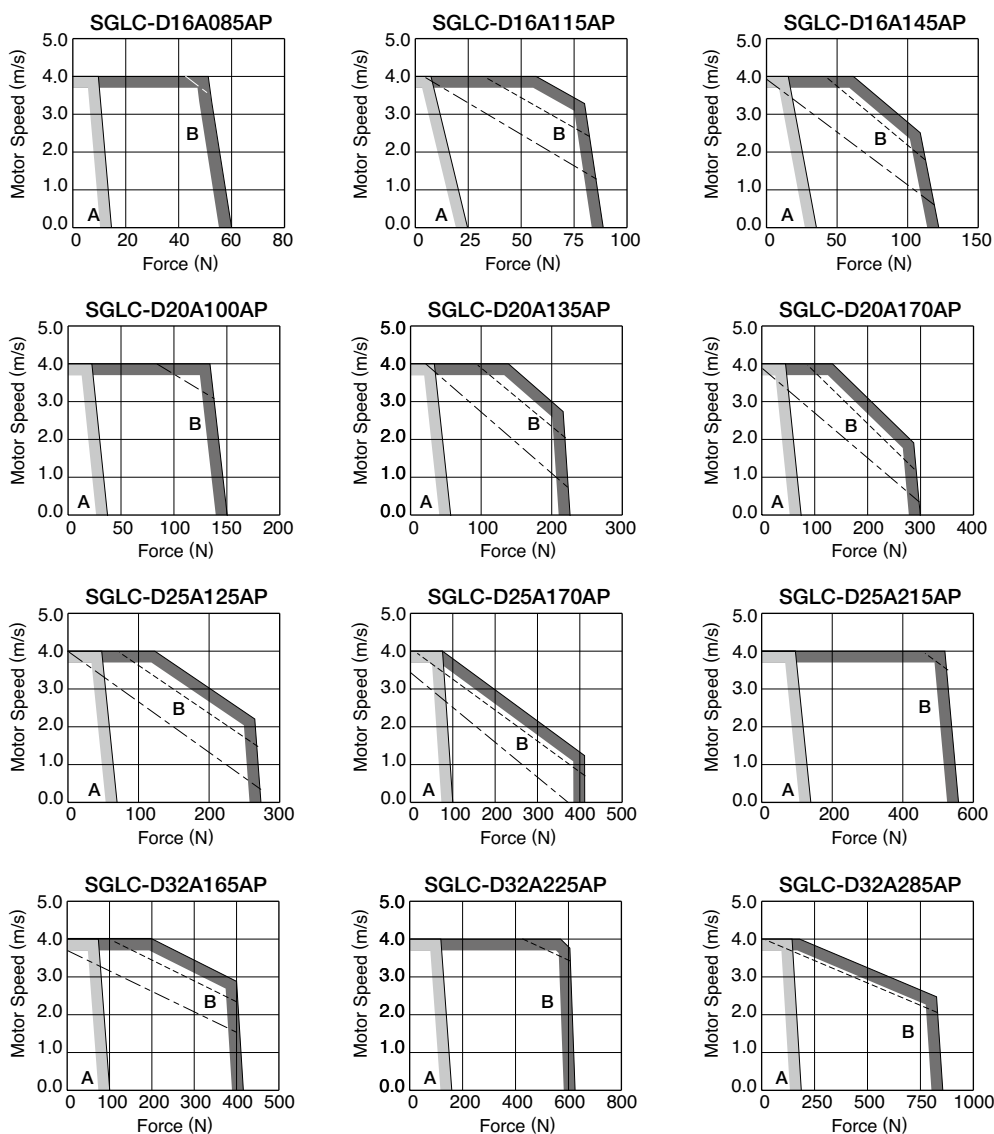 SGLC-D16A085AP
Motor Speed (m/s)
5.0
4.0
3.0
2.0
1.0
0.0
A
B
0 20 40 60 80
Force (N)
SGLC-D16A115AP
Motor Speed (m/s)
5.0
4.0
3.0
2.0
1.0
0.0
A
B
0 25 50 75 100
Force (N)
SGLC-D16A145AP
Motor Speed (m/s)
5.0
4.0
3.0
2.0
1.0
0.0
A
B
0 50 100 150
Force (N)
SGLC-D20A100AP
Motor Speed (m/s)
5.0
4.0
3.0
2.0
1.0
0.0
A
B
0 50 100 150 200
Force (N)
SGLC-D20A135AP
Motor Speed (m/s)
5.0
4.0
3.0
2.0
1.0
0.0
A
B
0 100 200 300
Force (N)
SGLC-D20A170AP
Motor Speed (m/s)
5.0
4.0
3.0
2.0
1.0
0.0
A
B
0 100 200 300 400
Force (N)
SGLC-D25A125AP
Motor Speed (m/s)
5.0
4.0
3.0
2.0
1.0
0.0
A
B
0 100 200 300
Force (N)
SGLC-D25A170AP
Motor Speed (m/s)
5.0
4.0
3.0
2.0
1.0
0.0
A
B
0 100 200 300 400 500
Force (N)
SGLC-D25A215AP
Motor Speed (m/s)
5.0
4.0
3.0
2.0
1.0
0.0
A
B
0 200 400 600
Force (N)
SGLC-D32A165AP
Motor Speed (m/s)
5.0
4.0
3.0
2.0
1.0
0.0
A
B
0 100 200 300 400 500
Force (N)
SGLC-D32A225AP
Motor Speed (m/s)
5.0
4.0
3.0
2.0
1.0
0.0
A
B
0 200 400 600 800
Force (N)
SGLC-D32A285AP
Motor Speed (m/s)
5.0
4.0
3.0
2.0
1.0
0.0
A
B
0 250 500 750 1000
Force (N)